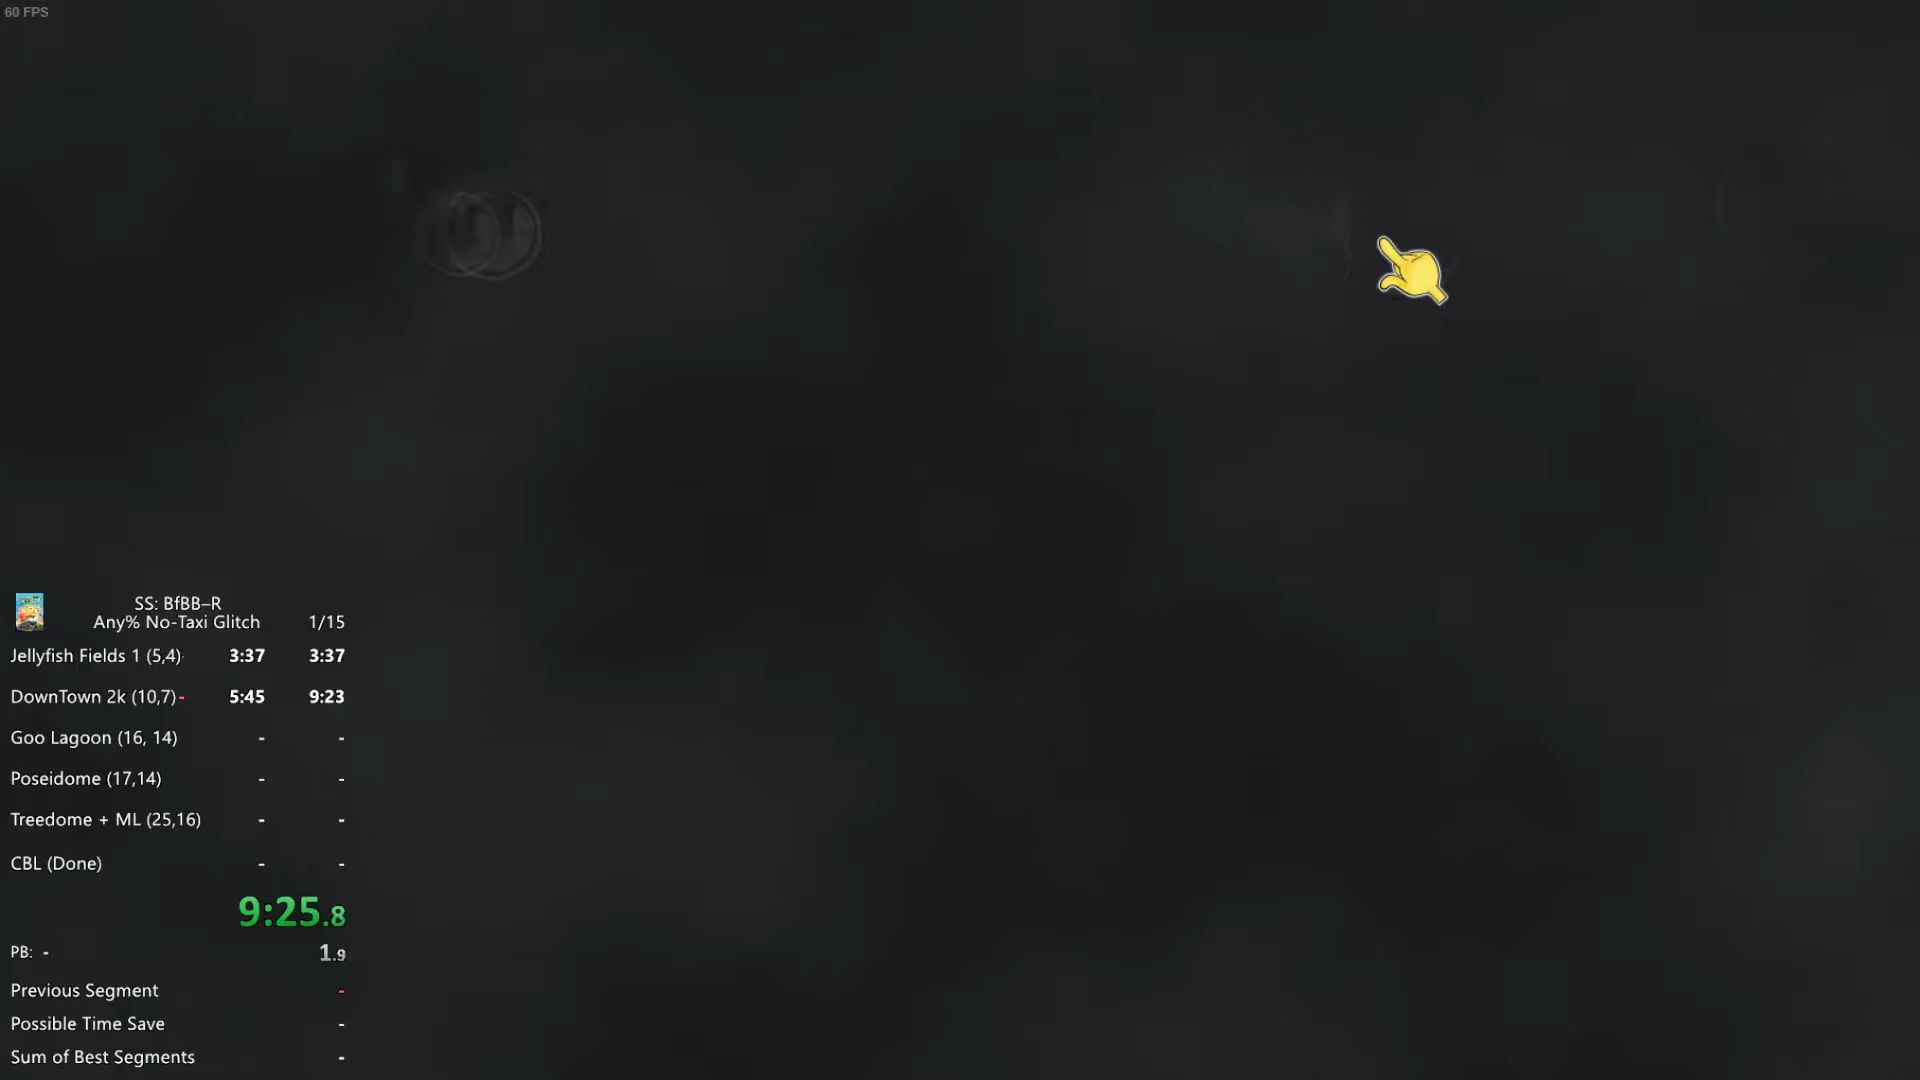 60 FPS
SS: BfBB–R
Any% No-Taxi Glitch 1/15
Jellyfish Fields 1 (5,4)- 3:37 3:37
DownTown 2k (10,7)- 5:45 9:23
Goo Lagoon (16, 14) - -
Poseidome (17,14) - -
Treedome + ML (25,16) - -
CBL (Done) - -
9:25.8
PB: - 1.9
Previous Segment -
Possible Time Save -
Sum of Best Segments -